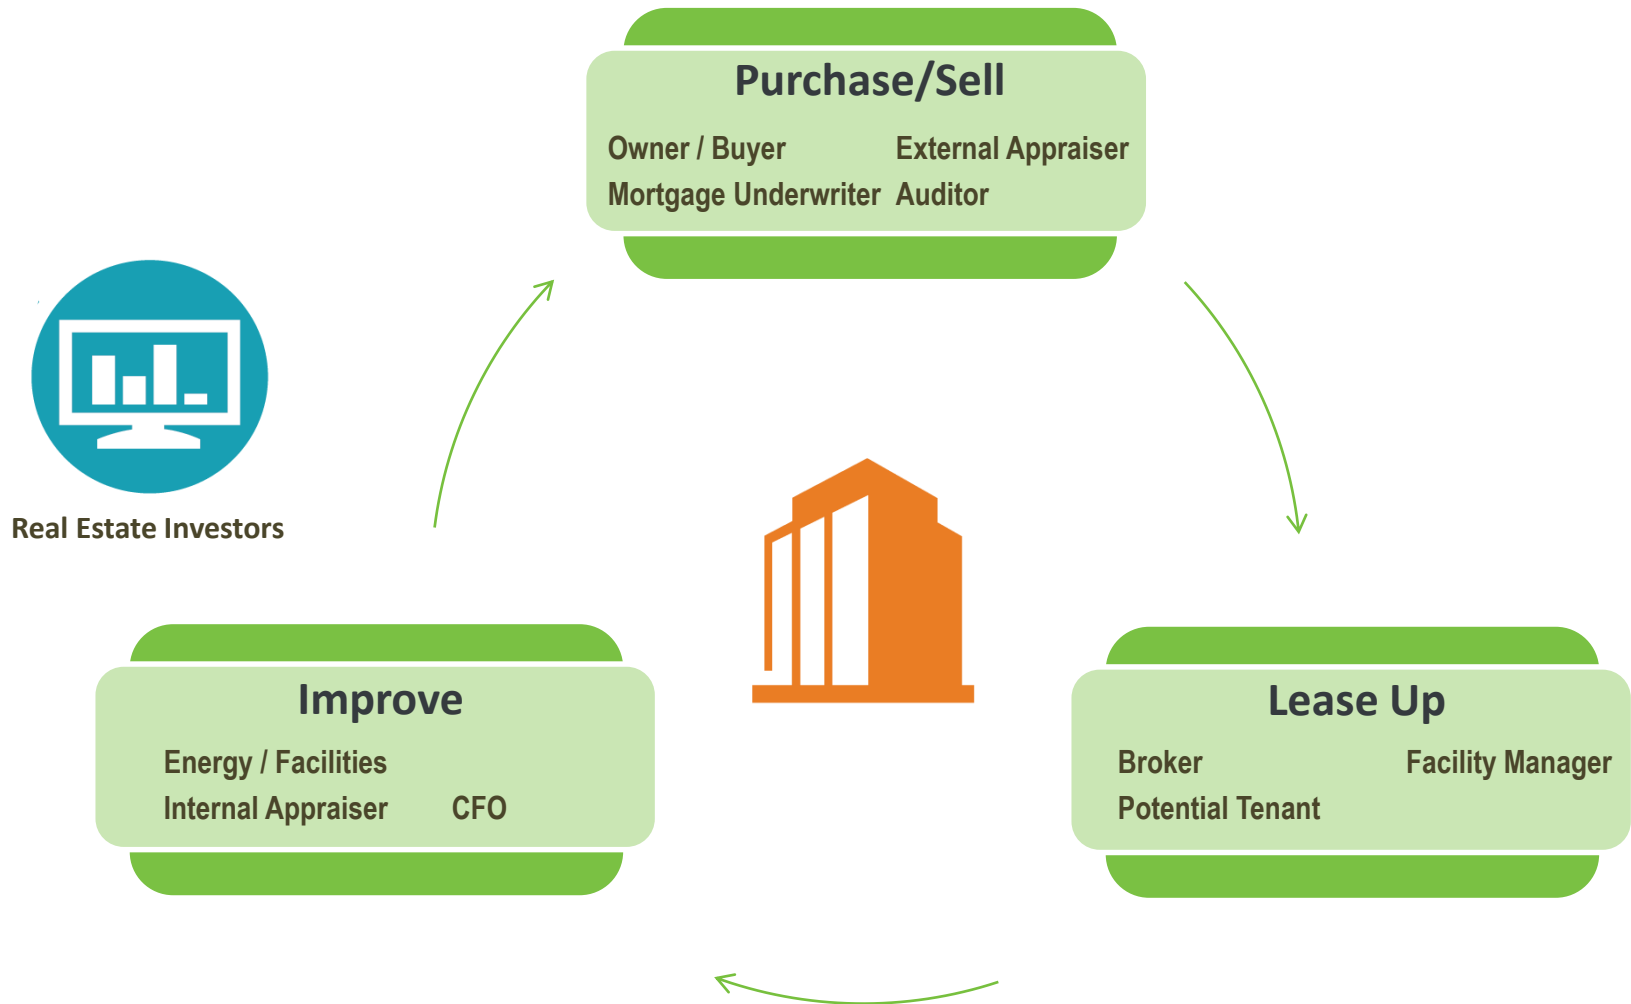 Purchase/Sell
Owner / Buyer External Appraiser
Mortgage Underwriter Auditor
Real Estate Investors
Improve
Energy / Facilities
Internal Appraiser CFO
Lease Up
Broker Facility Manager
Potential Tenant